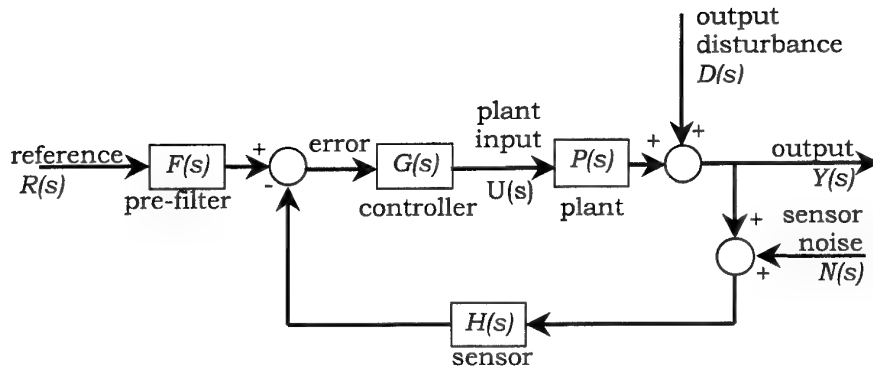 output
disturbance
D(s)
reference
R(s)
F(s)
pre-filter
+
-
error
G(s)
controller
plant
input
U(s)
P(s)
plant
+
+
output
Y(s)
+
sensor
noise
+
N(s)
H(s)
sensor